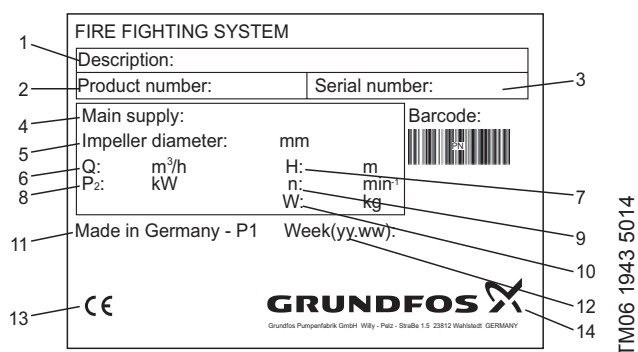 FIRE FIGHTING SYSTEM
1
Description:
2
Product number:
Serial number:
3
4
Main supply:
Barcode:
PN
5
Impeller diameter: mm
6
Q: m³/h H: m
7
8
P₂: kW n: min⁻¹
9
W: kg
10
11
Made in Germany - P1 Week(yy.ww):
12
13
CE
GRUNDFOS
14
Grundfos Pumpenfabrik GmbH Willy - Pelz - StraBe 1.5 23812 Wahlstedt GERMANY
TM06 1943 5014